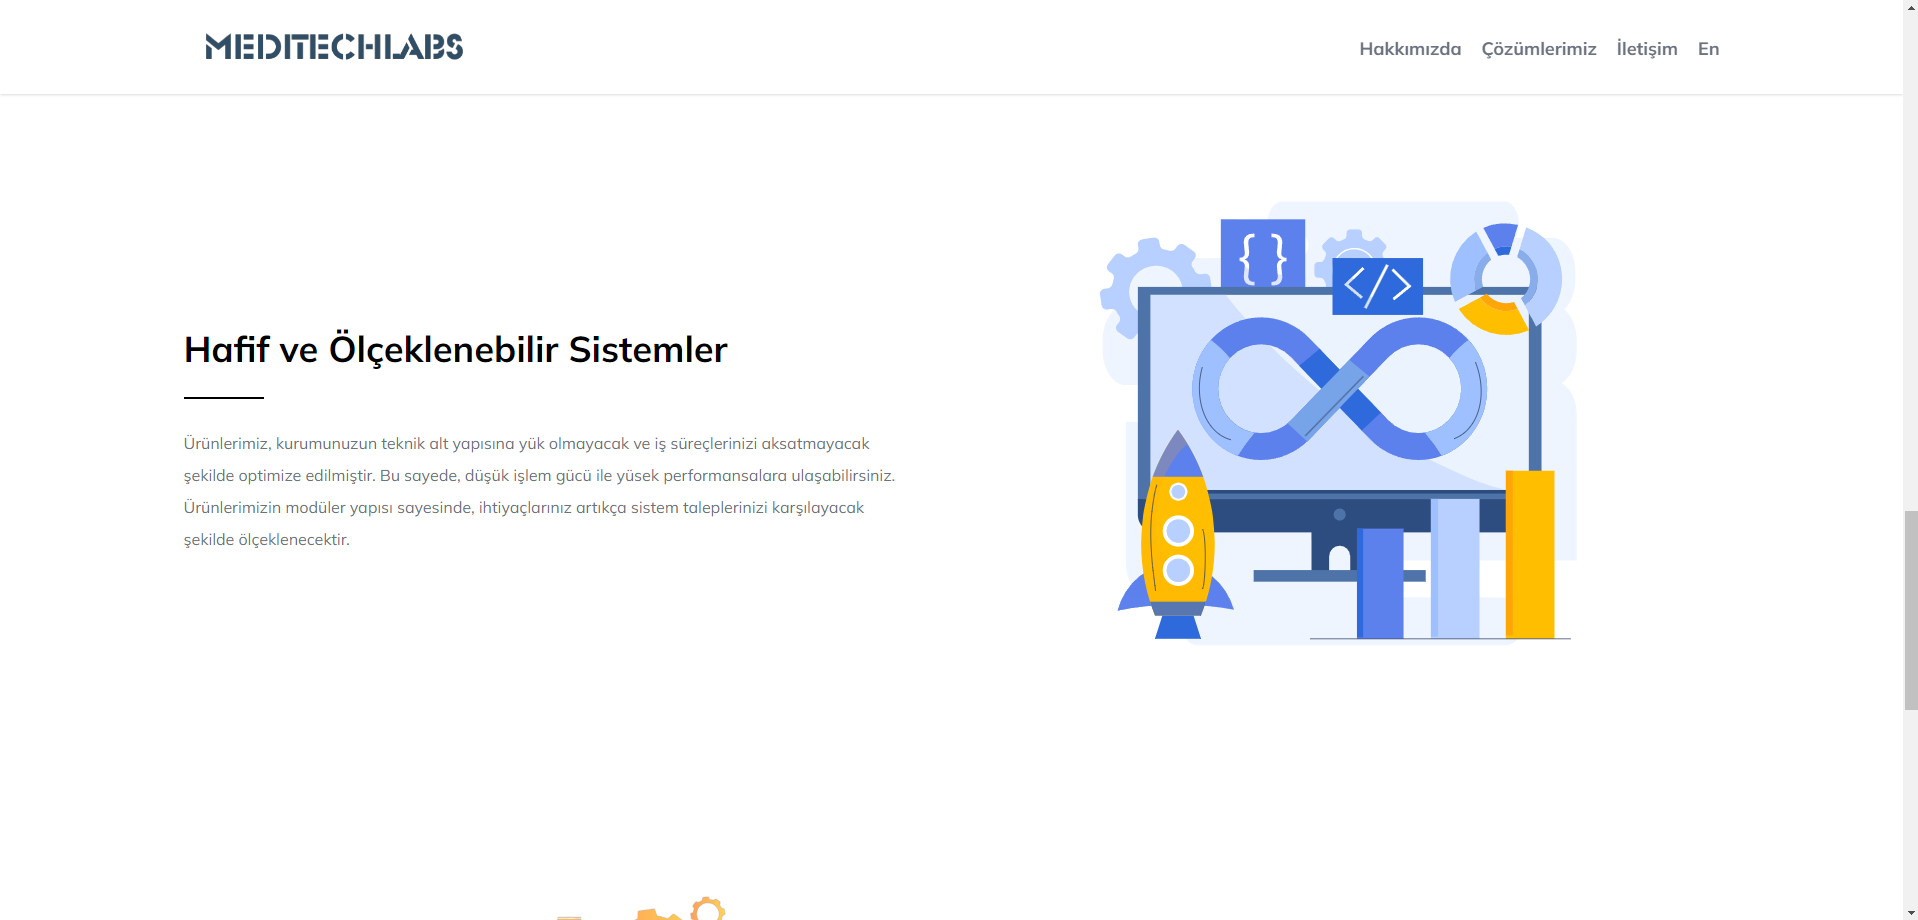 MEDITECHLABS
Hakkımızda Çözümlerimiz İletişim En
{ }
</>
Hafif ve Ölçeklenebilir Sistemler
Ürünlerimiz, kurumunuzun teknik alt yapısına yük olmayacak ve iş süreçlerinizi aksatmayacak
şekilde optimize edilmiştir. Bu sayede, düşük işlem gücü ile yüsek performansalara ulaşabilirsiniz.
Ürünlerimizin modüler yapısı sayesinde, ihtiyaçlarınız artıkça sistem taleplerinizi karşılayacak
şekilde ölçeklenecektir.